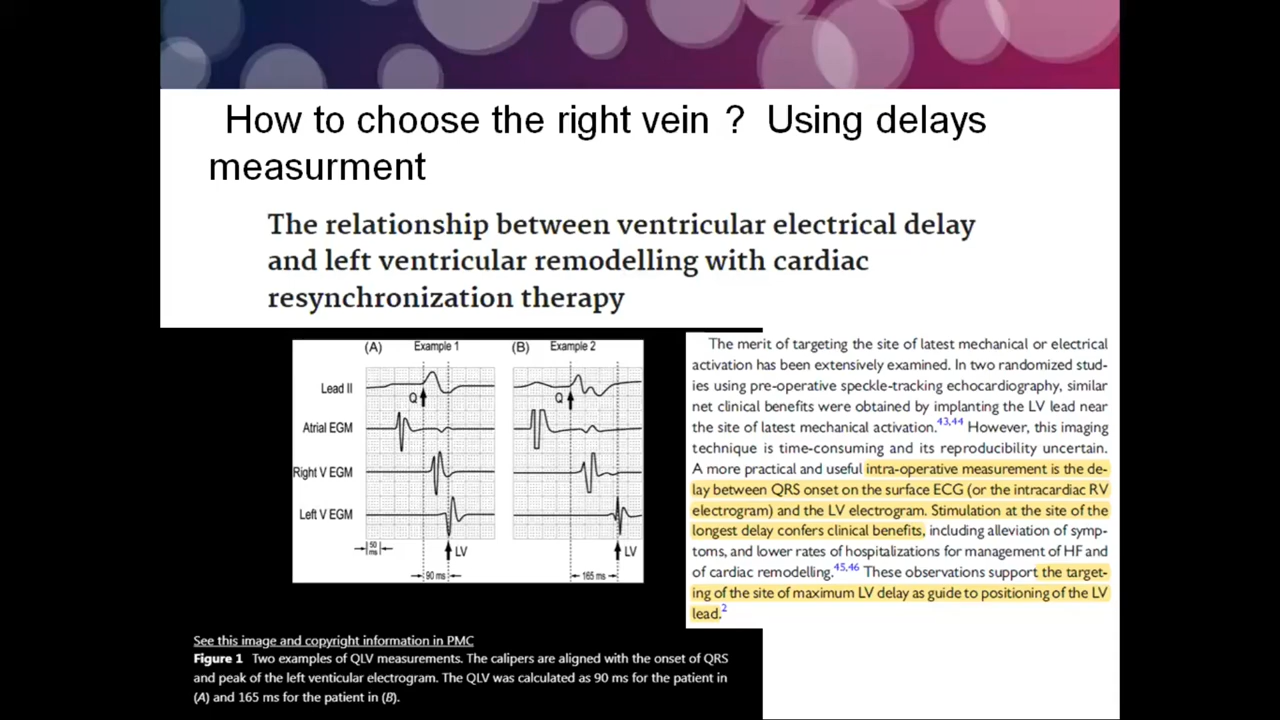 How to choose the right vein ? Using delays
measurment
The relationship between ventricular electrical delay
and left ventricular remodelling with cardiac
resynchronization therapy
(A) Example 1 (B) Example 2
Lead II
Q Q
Atrial EGM
Right V EGM
Left V EGM
50 ms LV LV
90 ms 165 ms
The merit of targeting the site of latest mechanical or electrical
activation has been extensively examined. In two randomized stud-
ies using pre-operative speckle-tracking echocardiography, similar
net clinical benefits were obtained by implanting the LV lead near
the site of latest mechanical activation.43,44 However, this imaging
technique is time-consuming and its reproducibility uncertain.
A more practical and useful intra-operative measurement is the de-
lay between QRS onset on the surface ECG (or the intracardiac RV
electrogram) and the LV electrogram. Stimulation at the site of the
longest delay confers clinical benefits, including alleviation of symp-
toms, and lower rates of hospitalizations for management of HF and
of cardiac remodelling.45,46 These observations support the target-
ing of the site of maximum LV delay as guide to positioning of the LV
lead.2
See this image and copyright information in PMC
Figure 1 Two examples of QLV measurements. The calipers are aligned with the onset of QRS
and peak of the left venticular electrogram. The QLV was calculated as 90 ms for the patient in
(A) and 165 ms for the patient in (B).